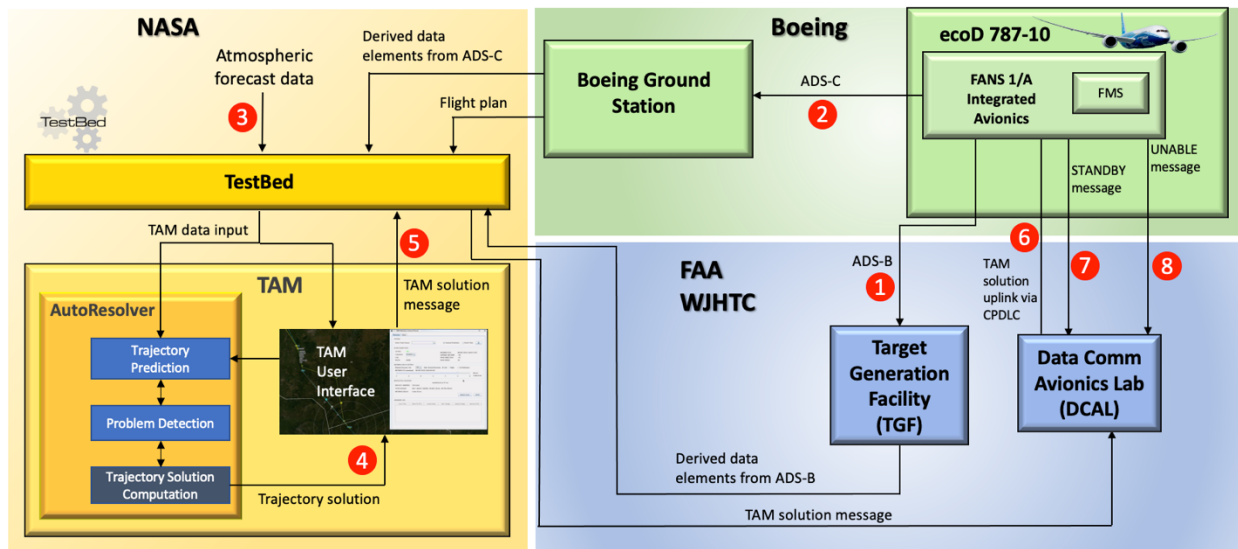 NASA
Atmospheric
forecast data
3
TestBed
Derived data
elements from ADS-C
Flight plan
TestBed
TAM data input
5
TAM solution
message
TAM
AutoResolver
Trajectory
Prediction
Problem Detection
Trajectory Solution
Computation
TAM
User
Interface
4
Trajectory solution
Boeing
Boeing Ground
Station
ADS-C
2
ecoD 787-10
FANS 1/A
Integrated
Avionics
FMS
STANDBY
message
UNABLE
message
FAA
WJHTC
ADS-B
1
6
TAM
solution
uplink via
CPDLC
7
8
Target
Generation
Facility
(TGF)
Data Comm
Avionics Lab
(DCAL)
Derived data
elements from ADS-B
TAM solution message